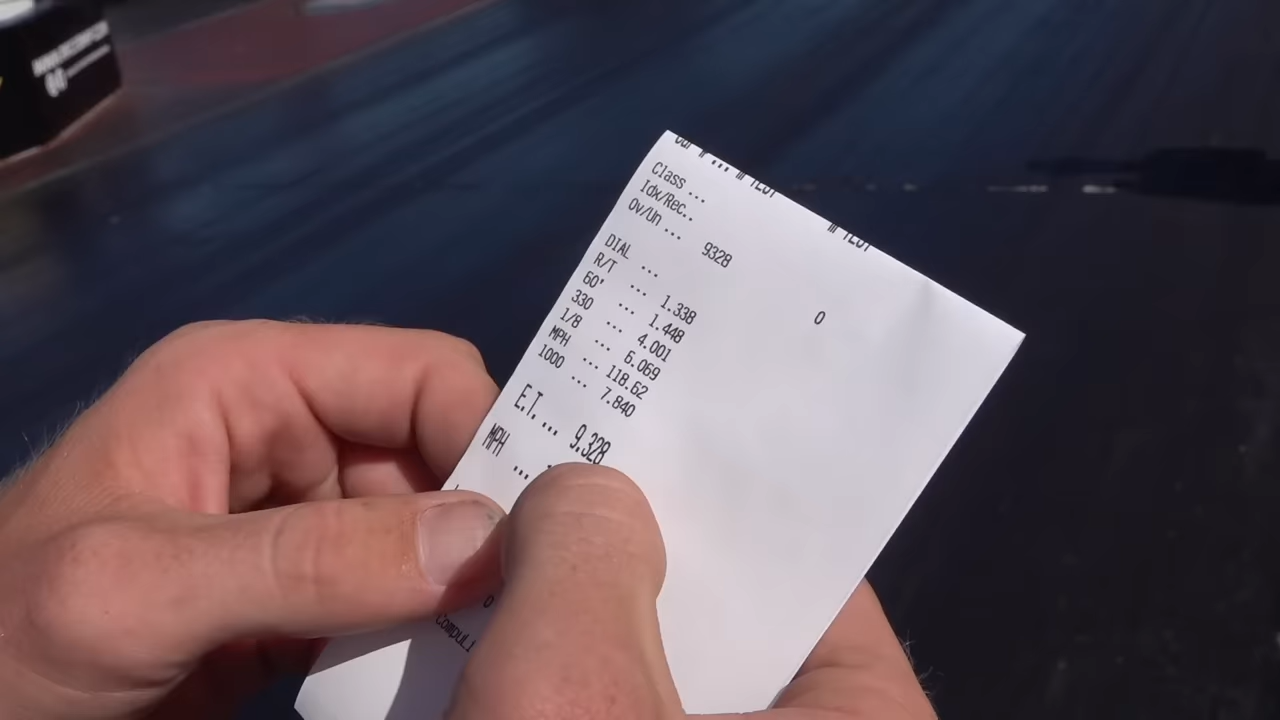 Class ...
Idx/Rec..
Ov/Un ... 9328
DIAL ... 0
R/T ... 1.338
60' ... 1.448
330 ... 4.001
1/8 ... 6.069
MPH ... 118.62
1000 ... 7.840
E.T. ... 9.328
MPH ...
0